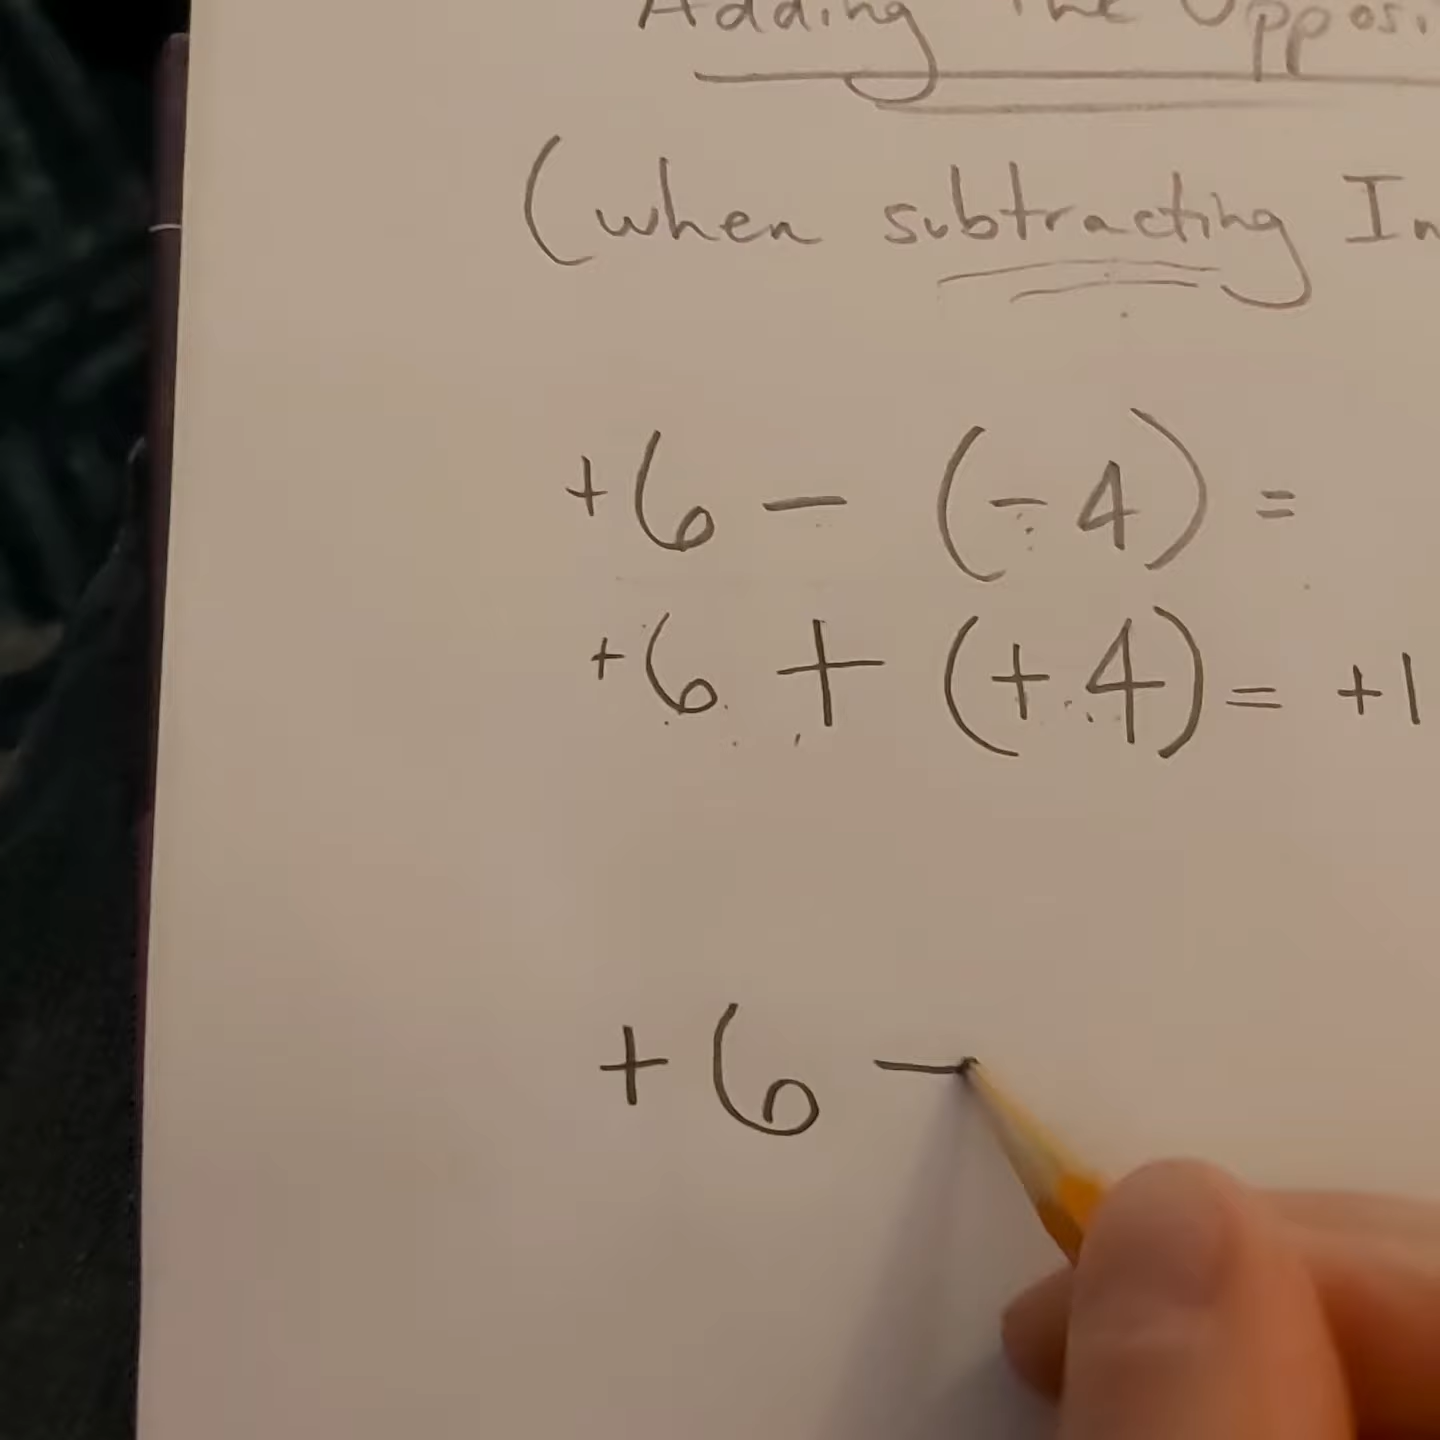 Adding The Opposi
(when subtracting In
+6 - (-4) =
+6 + (+4) = +1
+6 -